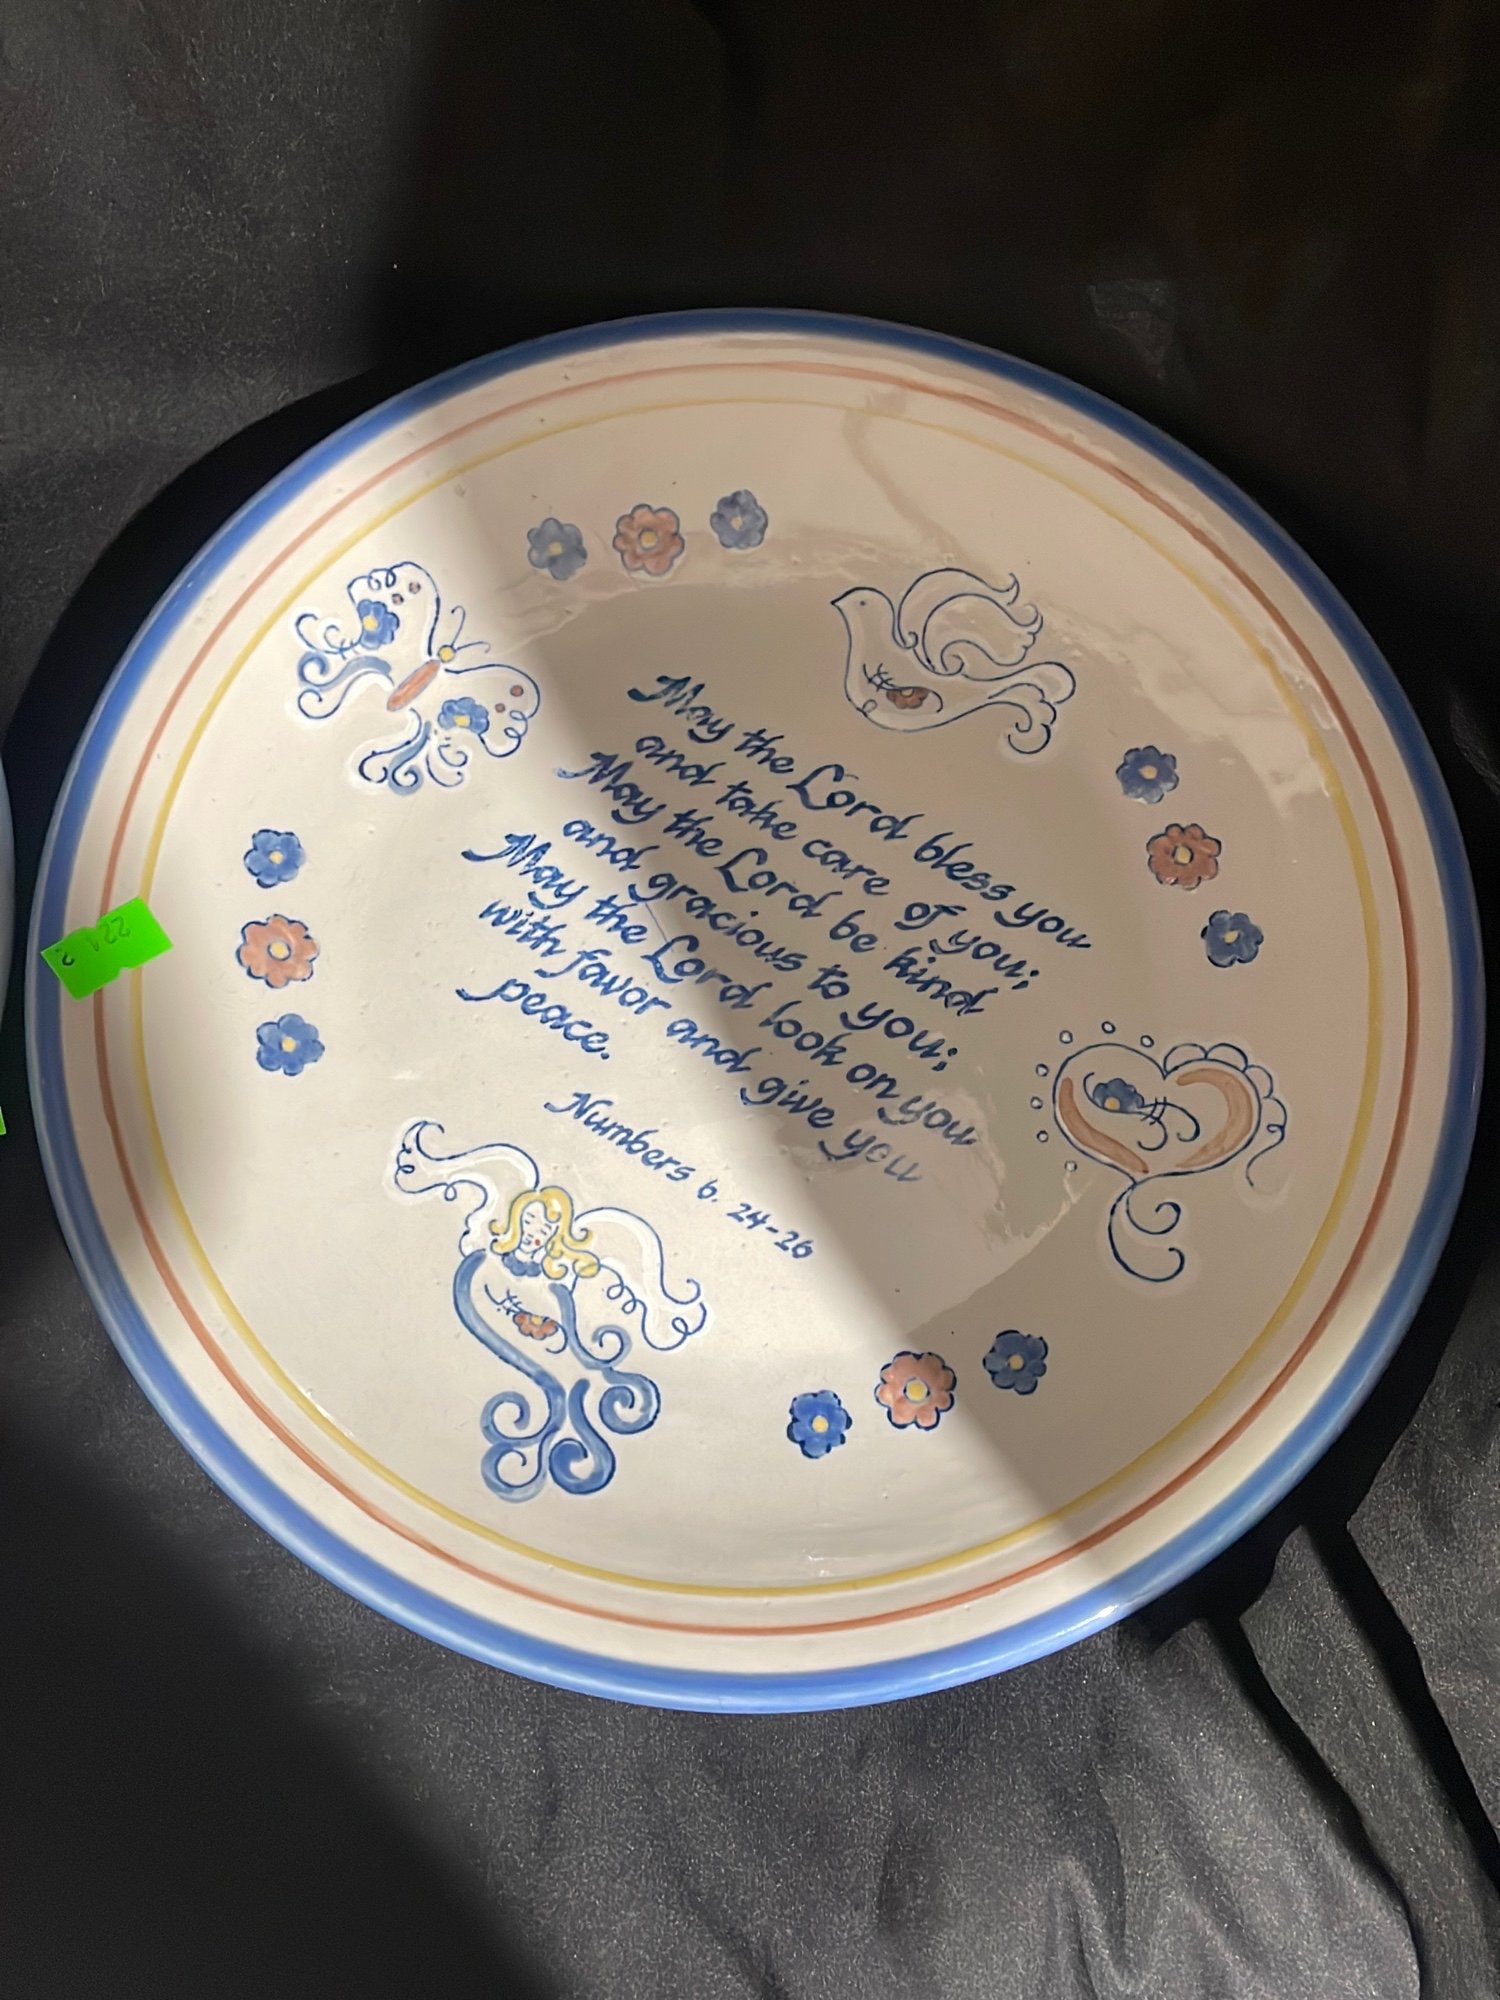 May the Lord bless you
and take care of you;
May the Lord be kind
and gracious to you;
May the Lord look on you
with favor and give you
peace.
Numbers 6. 24-26
221